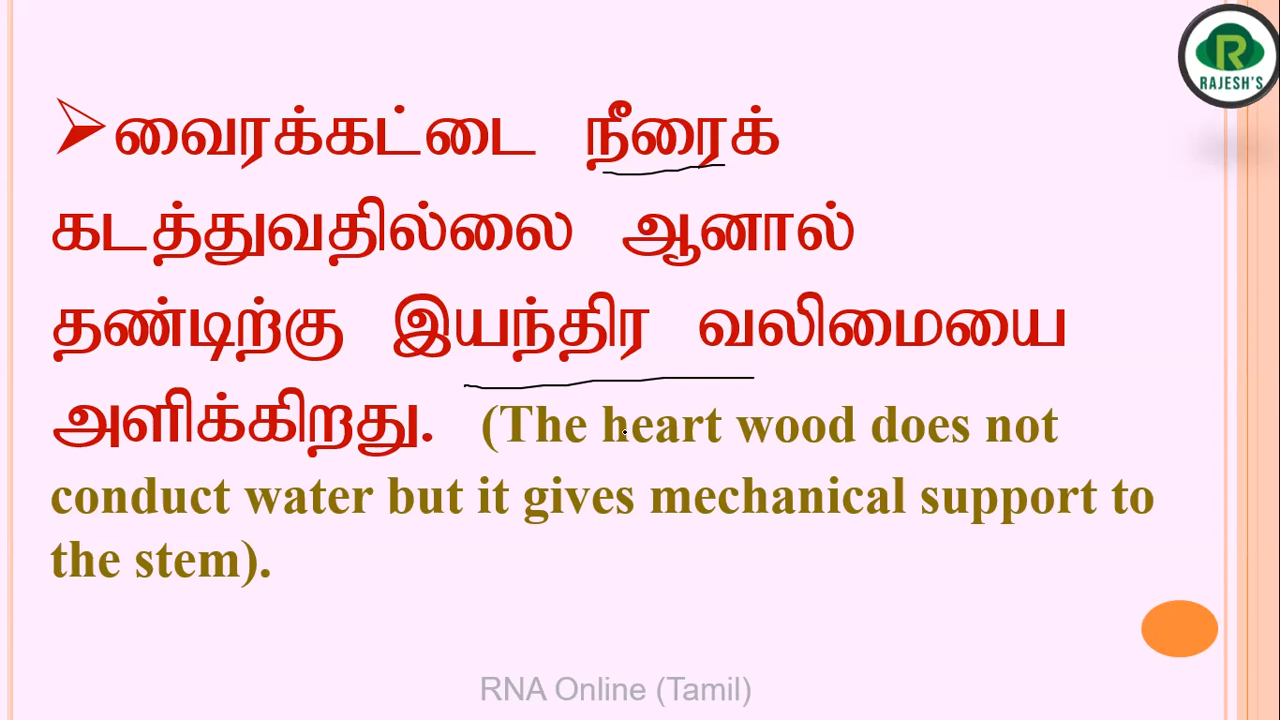 R
RAJESH'S
வைரக்கட்டை நீரைக்
கடத்துவதில்லை ஆனால்
தண்டிற்கு இயந்திர வலிமையை
அளிக்கிறது. (The heart wood does not
conduct water but it gives mechanical support to
the stem).
RNA Online (Tamil)